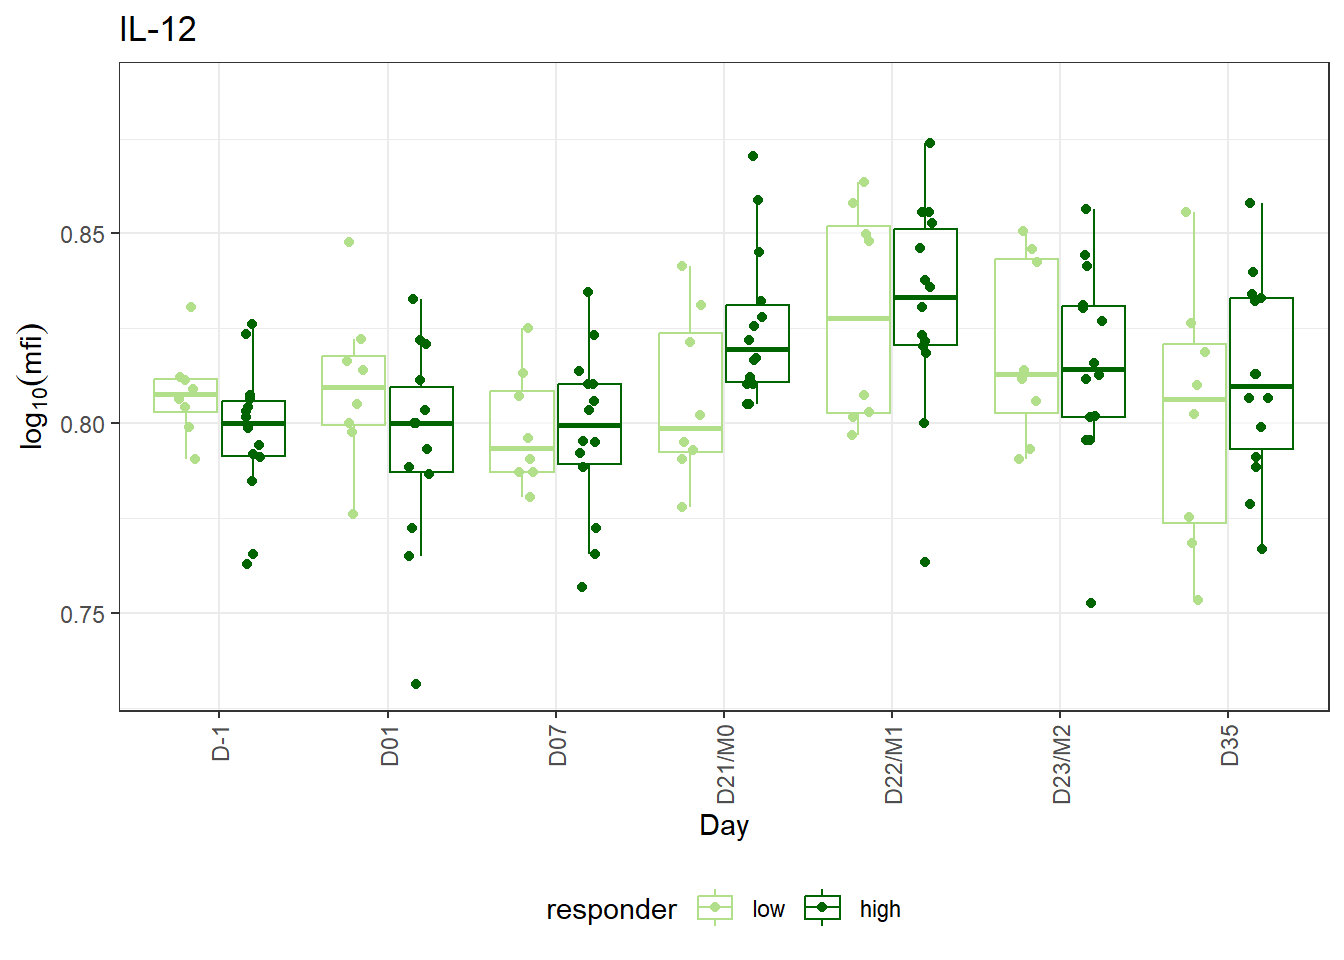 IL-12
log10(mfi)
0.85
0.80
0.75
D-1
D01
D07
D21/M0
D22/M1
D23/M2
D35
Day
responder low high